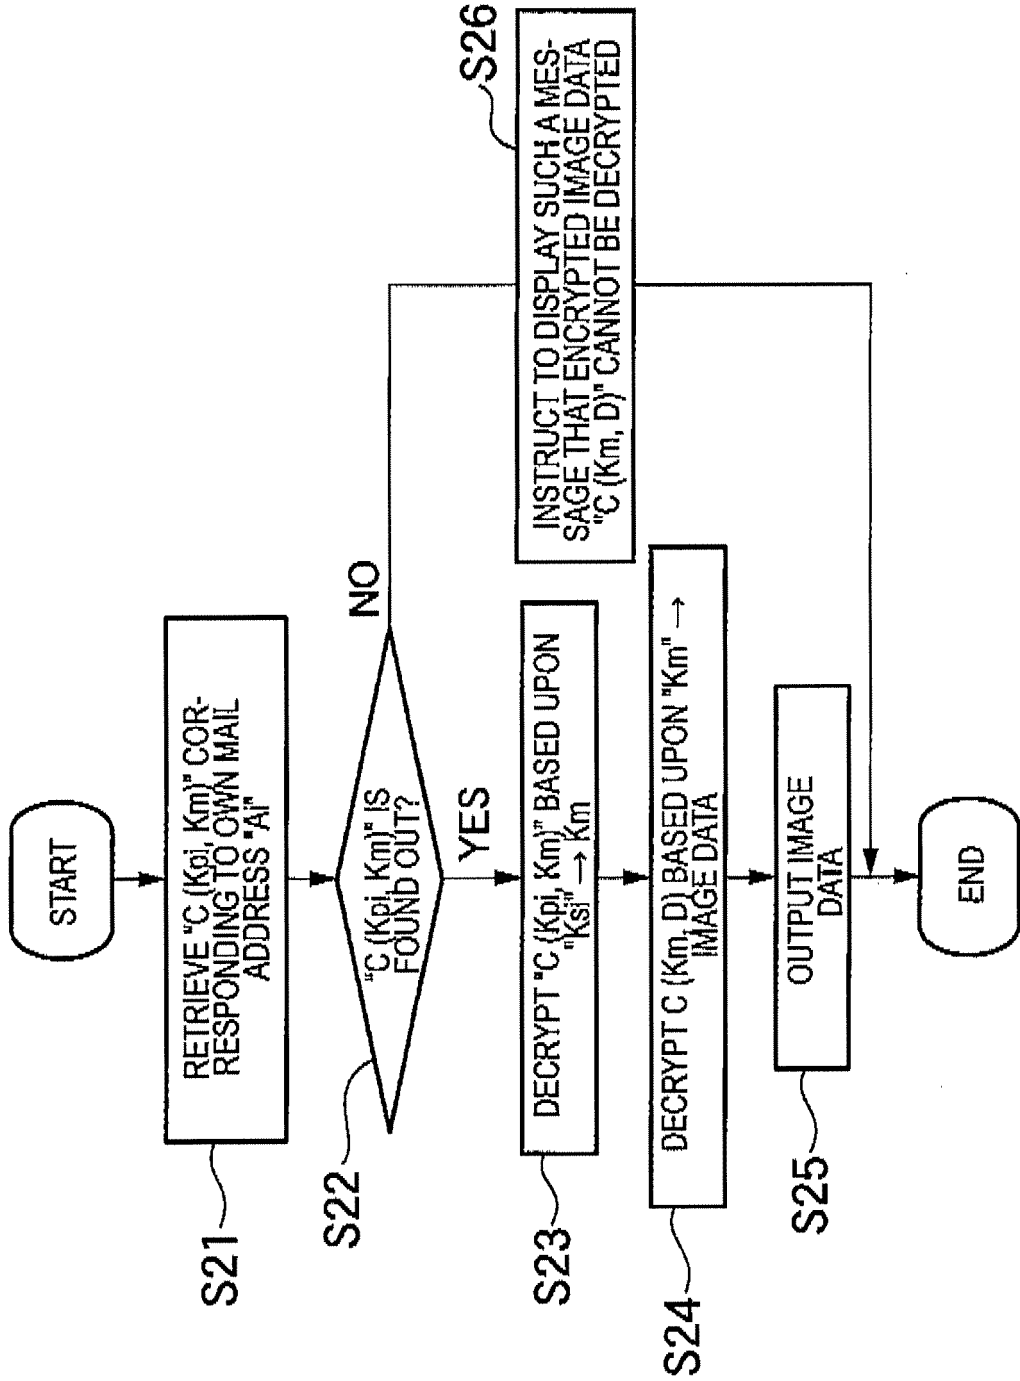 START
S21
RETRIEVE "C (Kpi, Km)" COR-
RESPONDING TO OWN MAIL
ADDRESS "Ai"
S22
"C (Kpi, Km)" IS
FOUND OUT?
NO
YES
S23
DECRYPT "C (Kpi, Km)" BASED UPON
"Ksi" → Km
S24
DECRYPT C (Km, D) BASED UPON "Km" →
IMAGE DATA
S25
OUTPUT IMAGE
DATA
S26
INSTRUCT TO DISPLAY SUCH A MES-
SAGE THAT ENCRYPTED IMAGE DATA
"C (Km, D)" CANNOT BE DECRYPTED
END